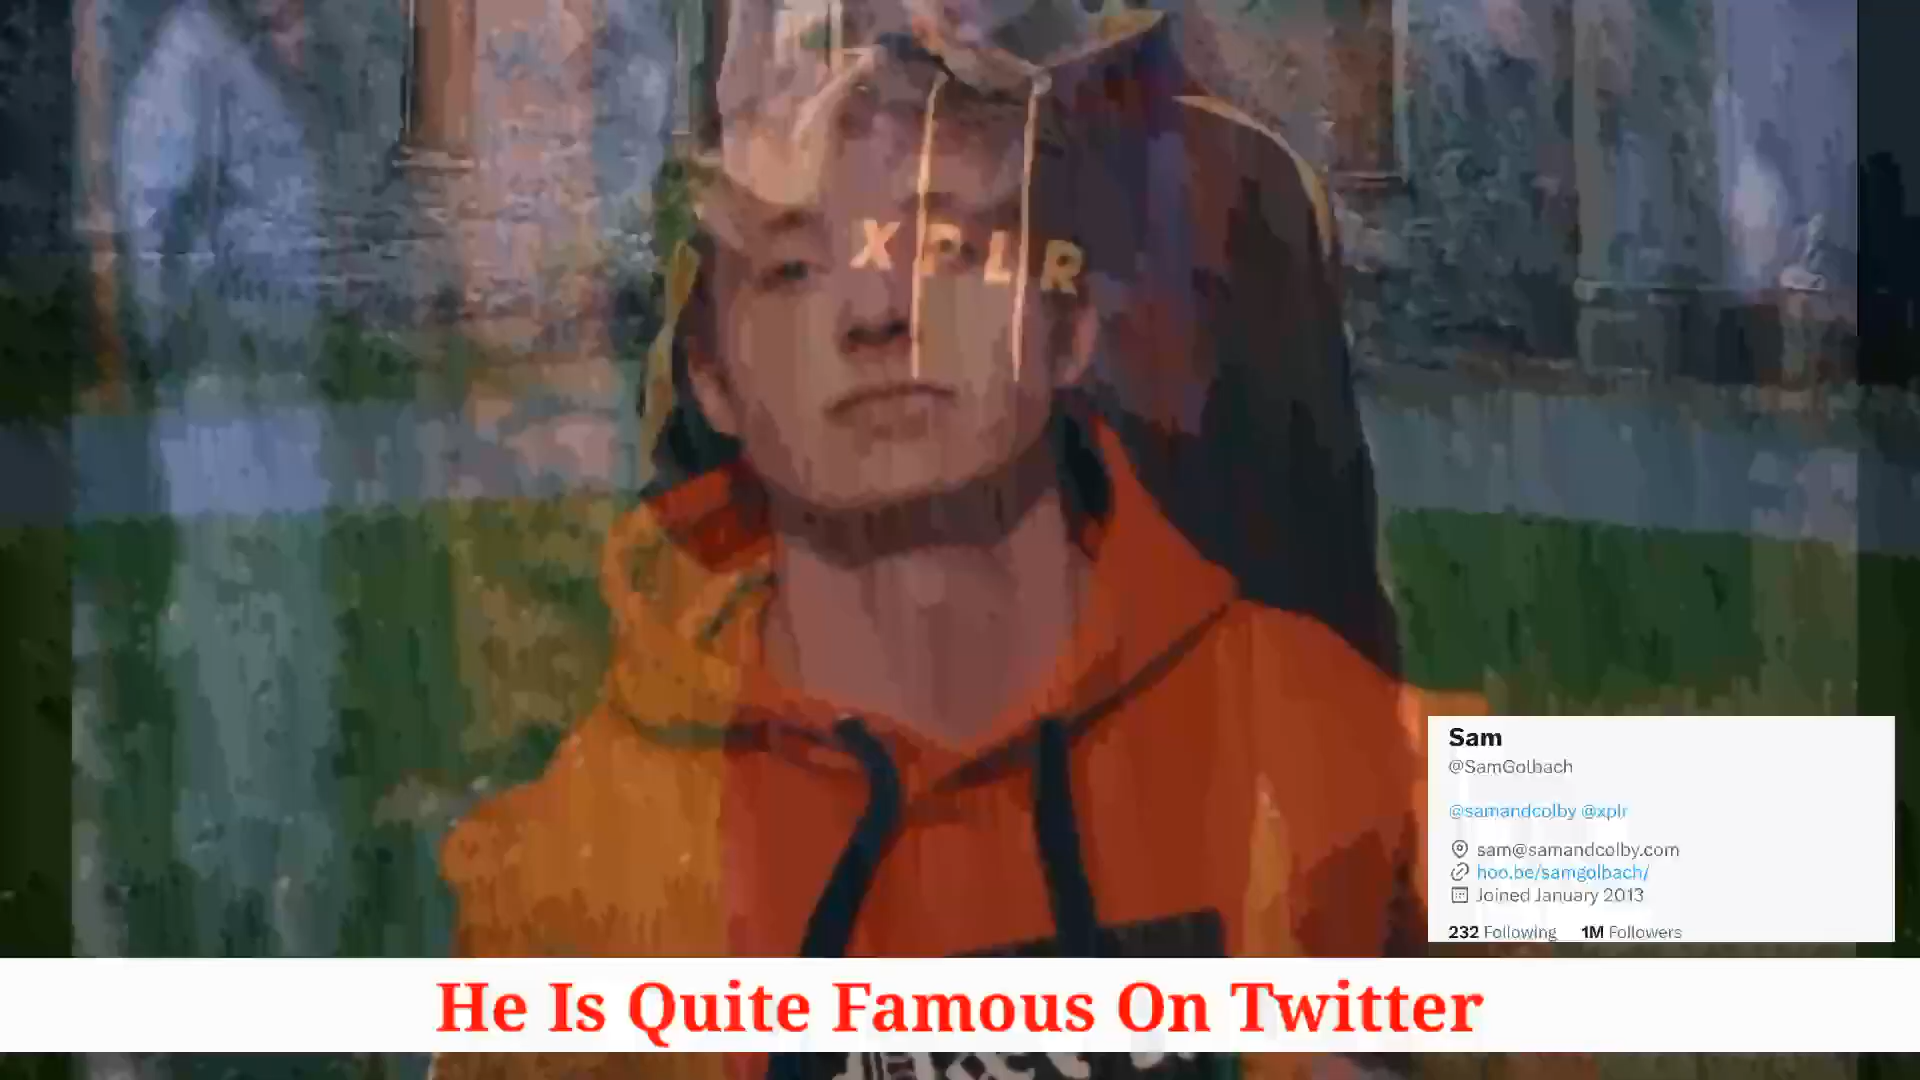 XPLR
Sam
@SamGolbach
@samandcolby @xplr
sam@samandcolby.com
hoo.be/samgolbach/
Joined January 2013
232 Following 1M Followers
He Is Quite Famous On Twitter